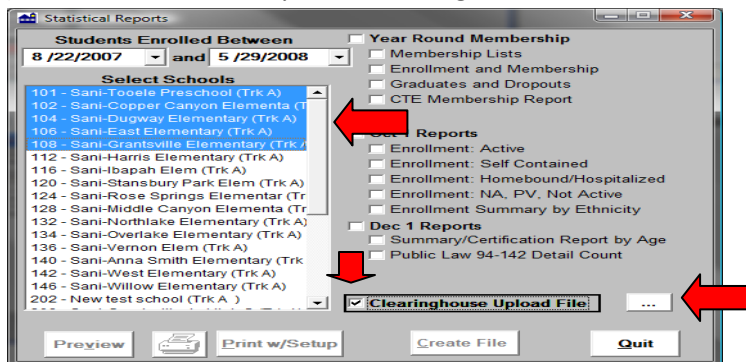 Statistical Reports
Students Enrolled Between
8 /22/2007 and 5 /29/2008
Select Schools
101 - Sani-Tooele Preschool (Trk A)
102 - Sani-Copper Canyon Elementa (T
104 - Sani-Dugway Elementary (Trk A)
106 - Sani-East Elementary (Trk A)
108 - Sani-Grantsville Elementary (Trk
112 - Sani-Harris Elementary (Trk A)
116 - Sani-Ibapah Elem (Trk A)
120 - Sani-Stansbury Park Elem (Trk A)
124 - Sani-Rose Springs Elementar (Tr
128 - Sani-Middle Canyon Elementa (Tr
132 - Sani-Northlake Elementary (Trk A)
134 - Sani-Overlake Elementary (Trk A)
136 - Sani-Vernon Elem (Trk A)
140 - Sani-Anna Smith Elementary (Trk
142 - Sani-West Elementary (Trk A)
146 - Sani-Willow Elementary (Trk A)
202 - New test school (Trk A )
Year Round Membership
Membership Lists
Enrollment and Membership
Graduates and Dropouts
CTE Membership Report
Oct 1 Reports
Enrollment: Active
Enrollment: Self Contained
Enrollment: Homebound/Hospitalized
Enrollment: NA, PV, Not Active
Enrollment Summary by Ethnicity
Dec 1 Reports
Summary/Certification Report by Age
Public Law 94-142 Detail Count
Clearinghouse Upload File ...
Preview Print w/Setup Create File Quit